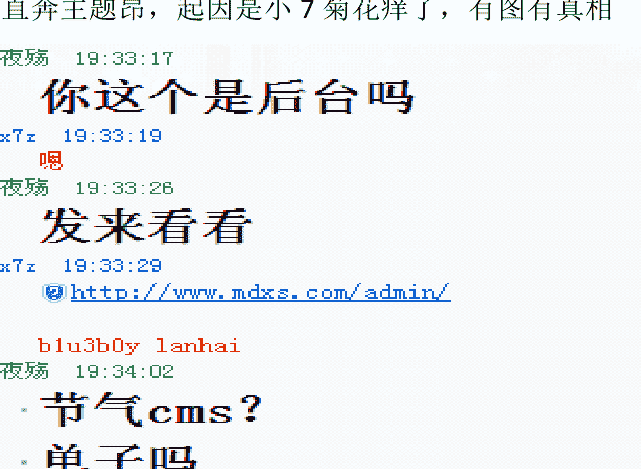 直奔主题昂，起因是小7菊花痒了，有图有真相
夜殇 19:33:17
你这个是后台吗
x7z 19:33:19
嗯
夜殇 19:33:26
发来看看
x7z 19:33:29
http://www.mdxs.com/admin/
b1u3b0y lanhai
夜殇 19:34:02
节气cms？
单子吗